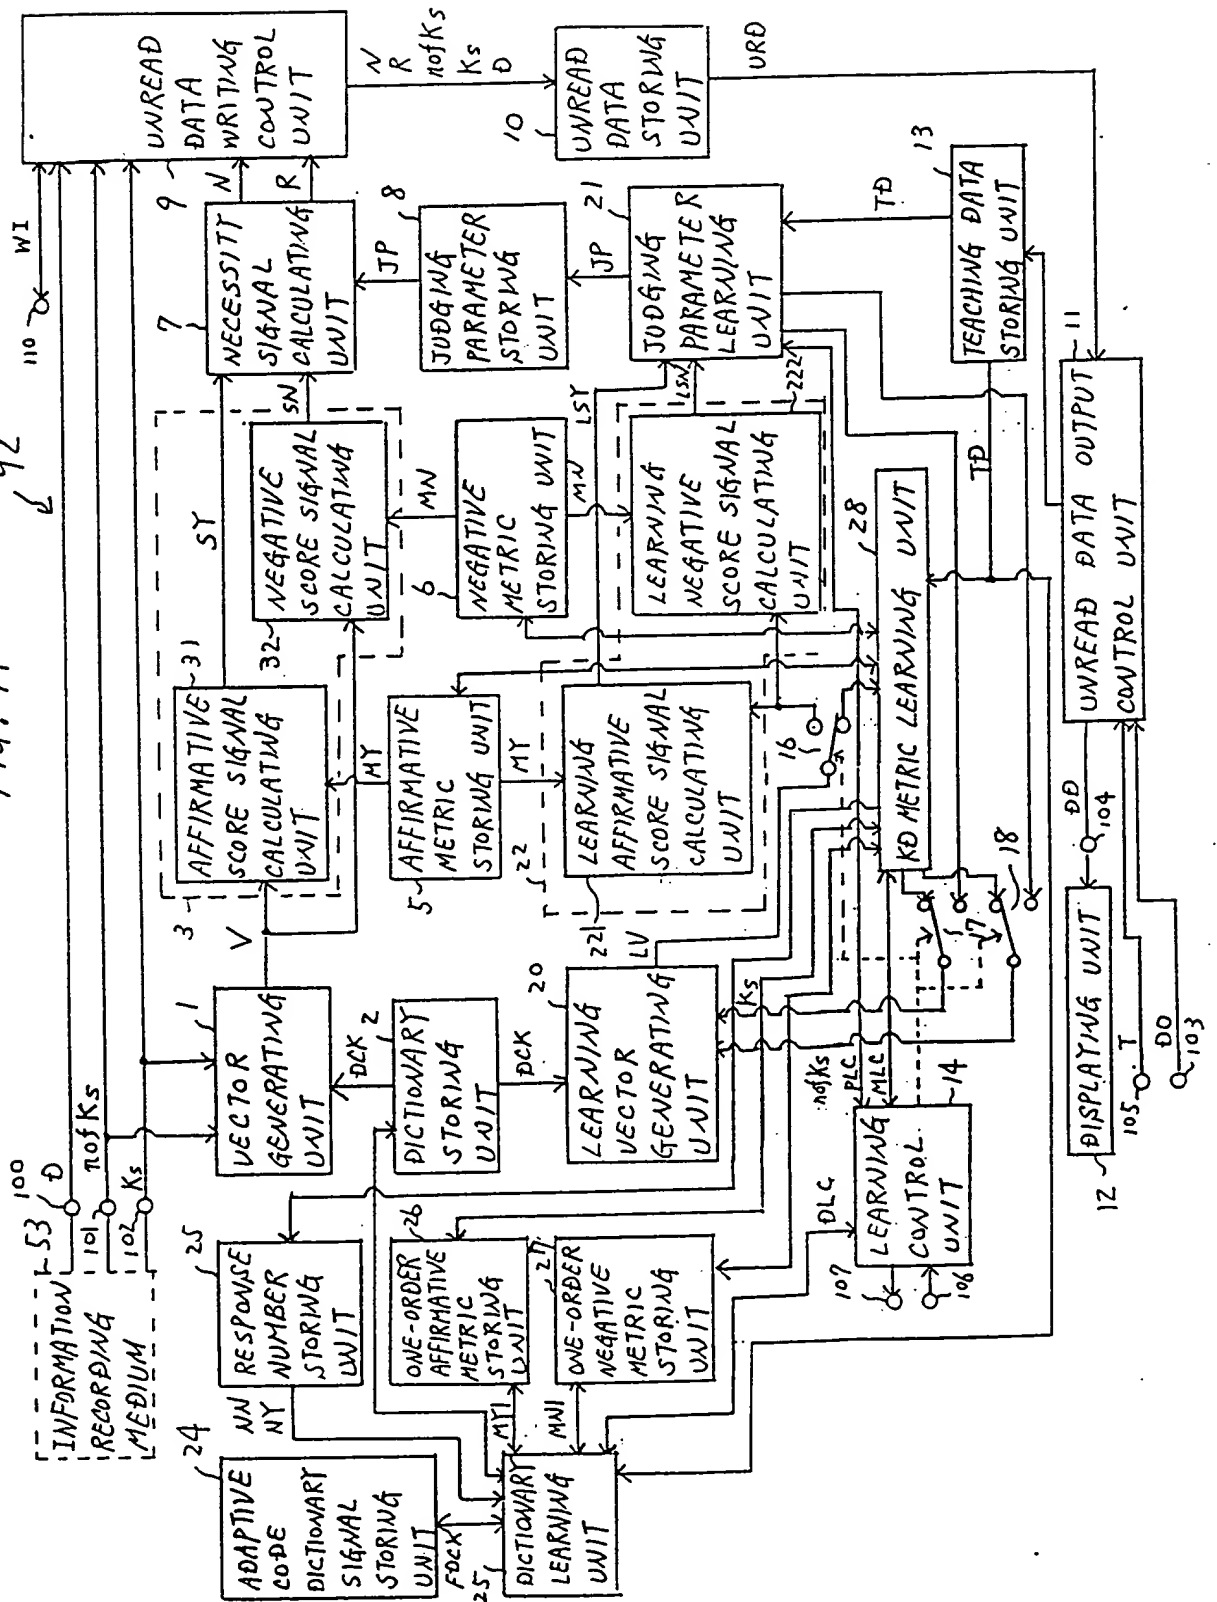 92
INFORMATION
RECORDING
MEDIUM
53
100
D
101
nofKs
102
Ks
110
WI
UNREAD
DATA
WRITING
CONTROL
UNIT
9
N
R
N
R
nofKs
Ks
D
10
UNREAD
DATA
STORING
UNIT
URD
NECESSITY
SIGNAL
CALCULATING
UNIT
7
SY
SN
JP
8
JUDGING
PARAMETER
STORING
UNIT
JP
21
JUDGING
PARAMETER
LEARNING
UNIT
TD
13
TEACHING DATA
STORING UNIT
TD
3
AFFIRMATIVE
SCORE SIGNAL
CALCULATING
UNIT
31
32
NEGATIVE
SCORE SIGNAL
CALCULATING
UNIT
MY
MN
5
AFFIRMATIVE
METRIC
STORING UNIT
MY
6
NEGATIVE
METRIC
STORING UNIT
MN
LSY
LSN
22
221
LEARNING
AFFIRMATIVE
SCORE SIGNAL
CALCULATING
UNIT
222
LEARNING
NEGATIVE
SCORE SIGNAL
CALCULATING
UNIT
V
1
VECTOR
GENERATING
UNIT
DCK
2
DICTIONARY
STORING
UNIT
DCK
20
LEARNING
VECTOR
GENERATING
UNIT
LV
16
28
KD METRIC LEARNING UNIT
17
18
Ks
nofKs
PLC
MLC
14
LEARNING
CONTROL
UNIT
DLC
107
106
25
RESPONSE
NUMBER
STORING
UNIT
NN
NY
26
ONE-ORDER
AFFIRMATIVE
METRIC
STORING
UNIT
MY1
27
ONE-ORDER
NEGATIVE
METRIC
STORING
UNIT
MN1
24
ADAPTIVE
CODE
DICTIONARY
SIGNAL
STORING
UNIT
FDCK
25
DICTIONARY
LEARNING
UNIT
11
UNREAD DATA OUTPUT
CONTROL UNIT
DD
104
12
DISPLAYING UNIT
105
T
DO
103